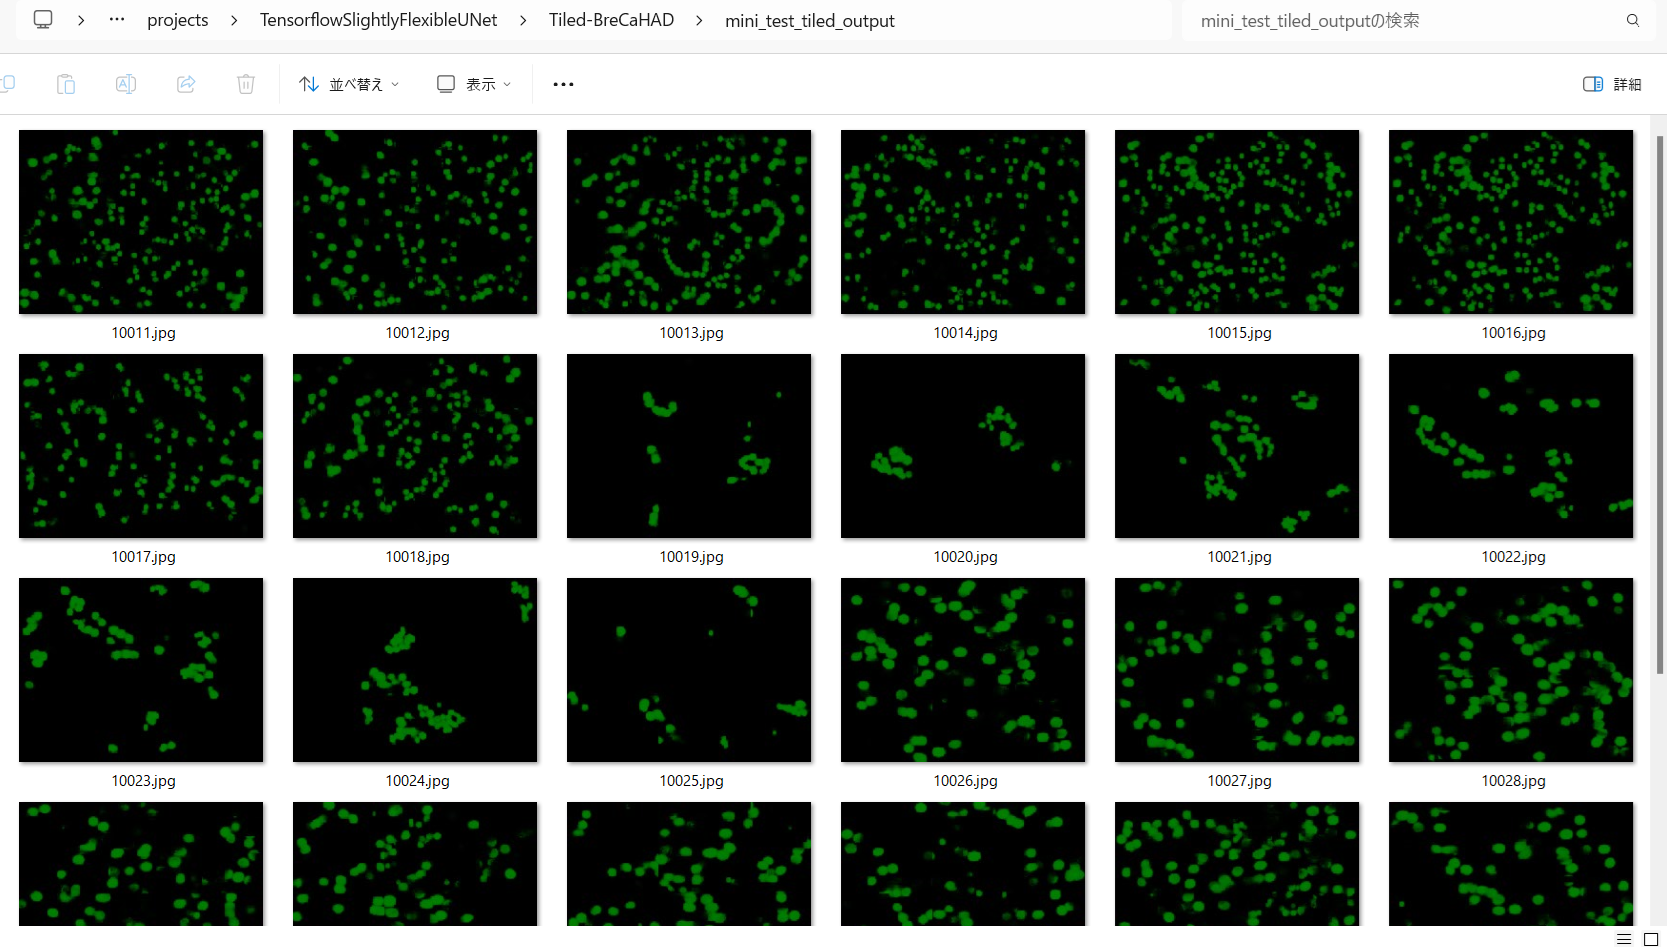 … projects TensorflowSlightlyFlexibleUNet Tiled-BreCaHAD mini_test_tiled_output mini_test_tiled_outputの検索
並べ替え 表示 … 詳細
10011.jpg 10012.jpg 10013.jpg 10014.jpg 10015.jpg 10016.jpg
10017.jpg 10018.jpg 10019.jpg 10020.jpg 10021.jpg 10022.jpg
10023.jpg 10024.jpg 10025.jpg 10026.jpg 10027.jpg 10028.jpg